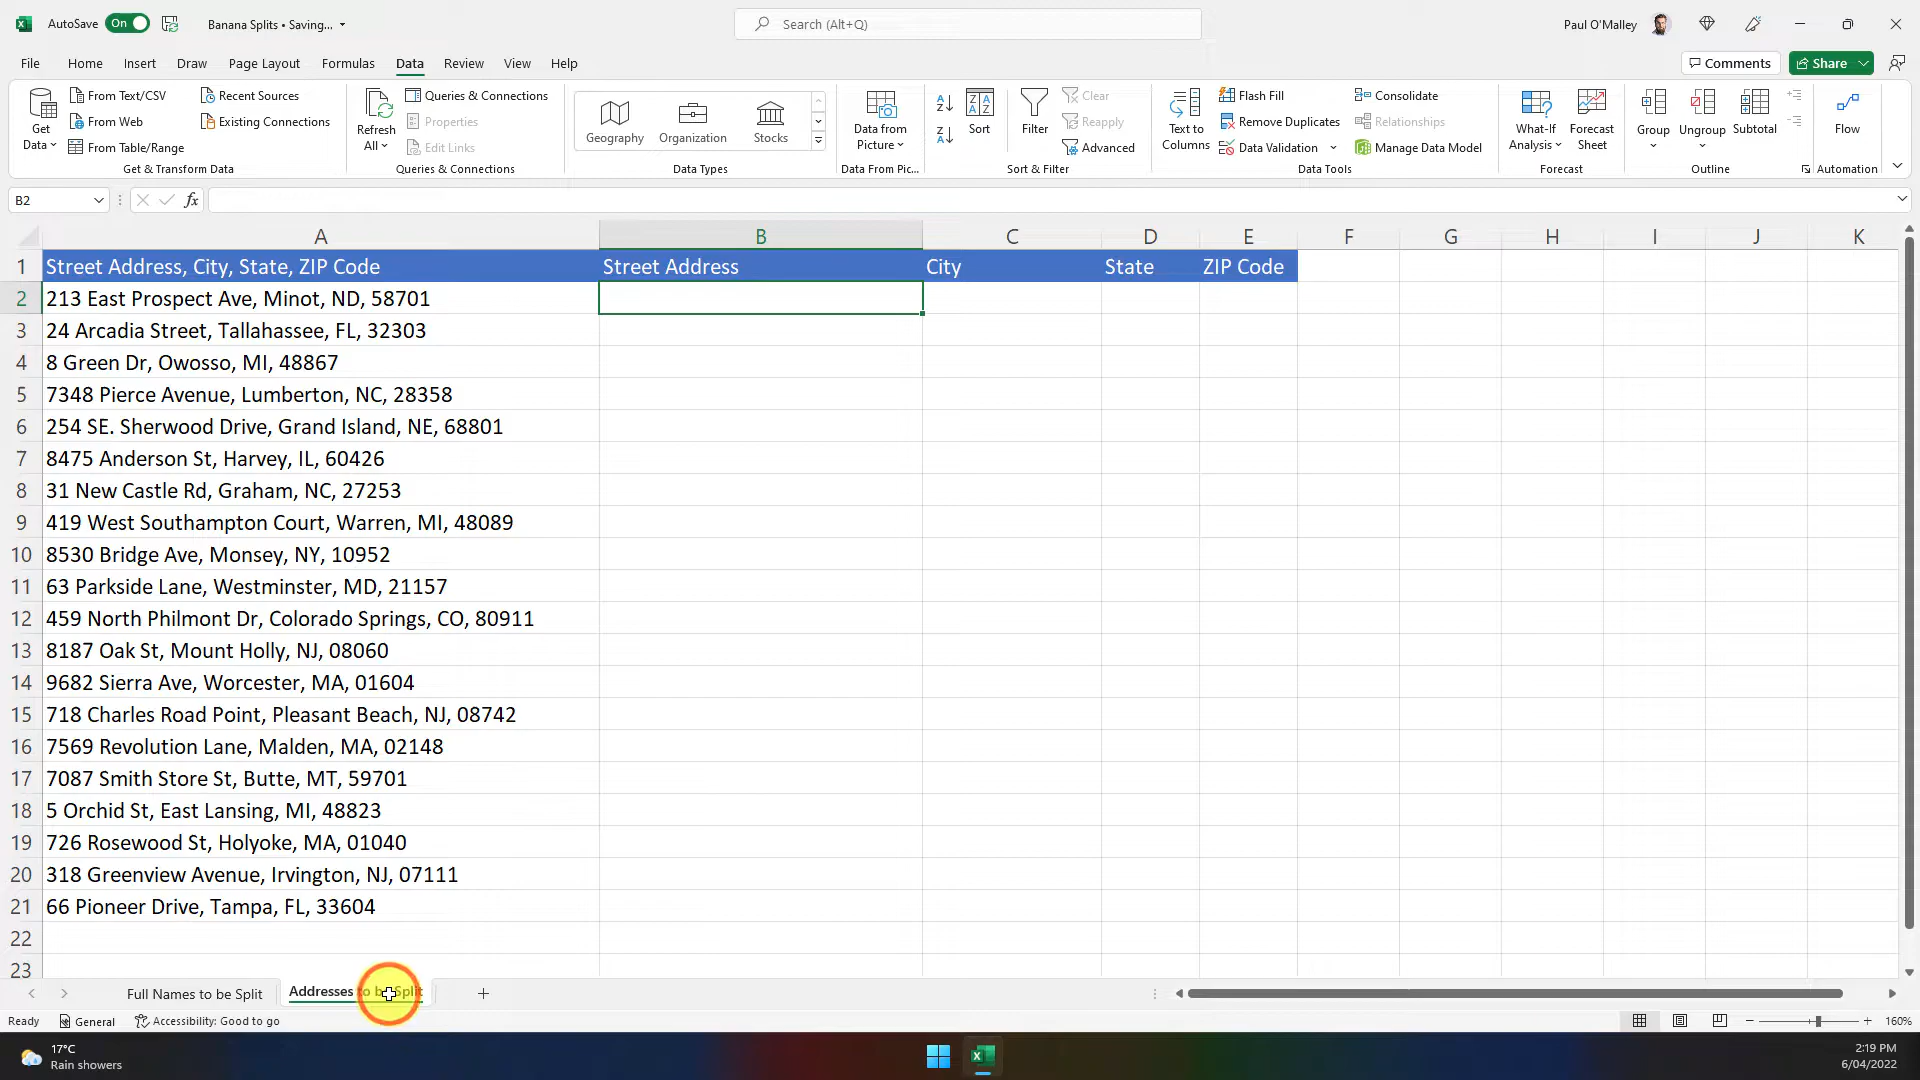 AutoSave On Banana Splits • Saving... Search (Alt+Q) Paul O'Malley
File Home Insert Draw Page Layout Formulas Data Review View Help Comments Share
Get Data From Text/CSV From Web From Table/Range Recent Sources Existing Connections
Get & Transform Data
Refresh All Queries & Connections Properties Edit Links
Queries & Connections
Geography Organization Stocks
Data Types
Data from Picture
Data From Pic...
Sort Filter Clear Reapply Advanced
Sort & Filter
Text to Columns Flash Fill Remove Duplicates Data Validation Consolidate Relationships Manage Data Model
Data Tools
What-If Analysis Forecast Sheet
Forecast
Group Ungroup Subtotal
Outline
Flow
Automation
B2 fx
A B C D E F G H I J K
1 Street Address, City, State, ZIP Code Street Address City State ZIP Code
2 213 East Prospect Ave, Minot, ND, 58701
3 24 Arcadia Street, Tallahassee, FL, 32303
4 8 Green Dr, Owosso, MI, 48867
5 7348 Pierce Avenue, Lumberton, NC, 28358
6 254 SE. Sherwood Drive, Grand Island, NE, 68801
7 8475 Anderson St, Harvey, IL, 60426
8 31 New Castle Rd, Graham, NC, 27253
9 419 West Southampton Court, Warren, MI, 48089
10 8530 Bridge Ave, Monsey, NY, 10952
11 63 Parkside Lane, Westminster, MD, 21157
12 459 North Philmont Dr, Colorado Springs, CO, 80911
13 8187 Oak St, Mount Holly, NJ, 08060
14 9682 Sierra Ave, Worcester, MA, 01604
15 718 Charles Road Point, Pleasant Beach, NJ, 08742
16 7569 Revolution Lane, Malden, MA, 02148
17 7087 Smith Store St, Butte, MT, 59701
18 5 Orchid St, East Lansing, MI, 48823
19 726 Rosewood St, Holyoke, MA, 01040
20 318 Greenview Avenue, Irvington, NJ, 07111
21 66 Pioneer Drive, Tampa, FL, 33604
22
23
Full Names to be Split Addresses to be Split
Ready General Accessibility: Good to go 160%
17°C
Rain showers
2:19 PM
6/04/2022